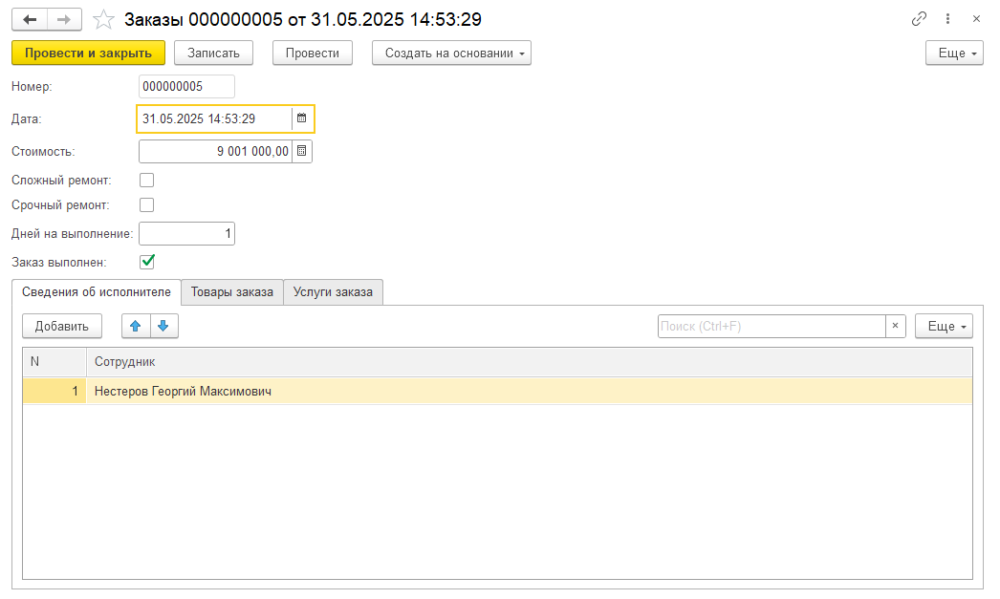 Заказы 000000005 от 31.05.2025 14:53:29
Провести и закрыть Записать Провести Создать на основании Еще
Номер: 000000005
Дата: 31.05.2025 14:53:29
Стоимость: 9 001 000,00
Сложный ремонт:
Срочный ремонт:
Дней на выполнение: 1
Заказ выполнен:
Сведения об исполнителе Товары заказа Услуги заказа
Добавить Поиск (Ctrl+F) × Еще
N Сотрудник
1 Нестеров Георгий Максимович